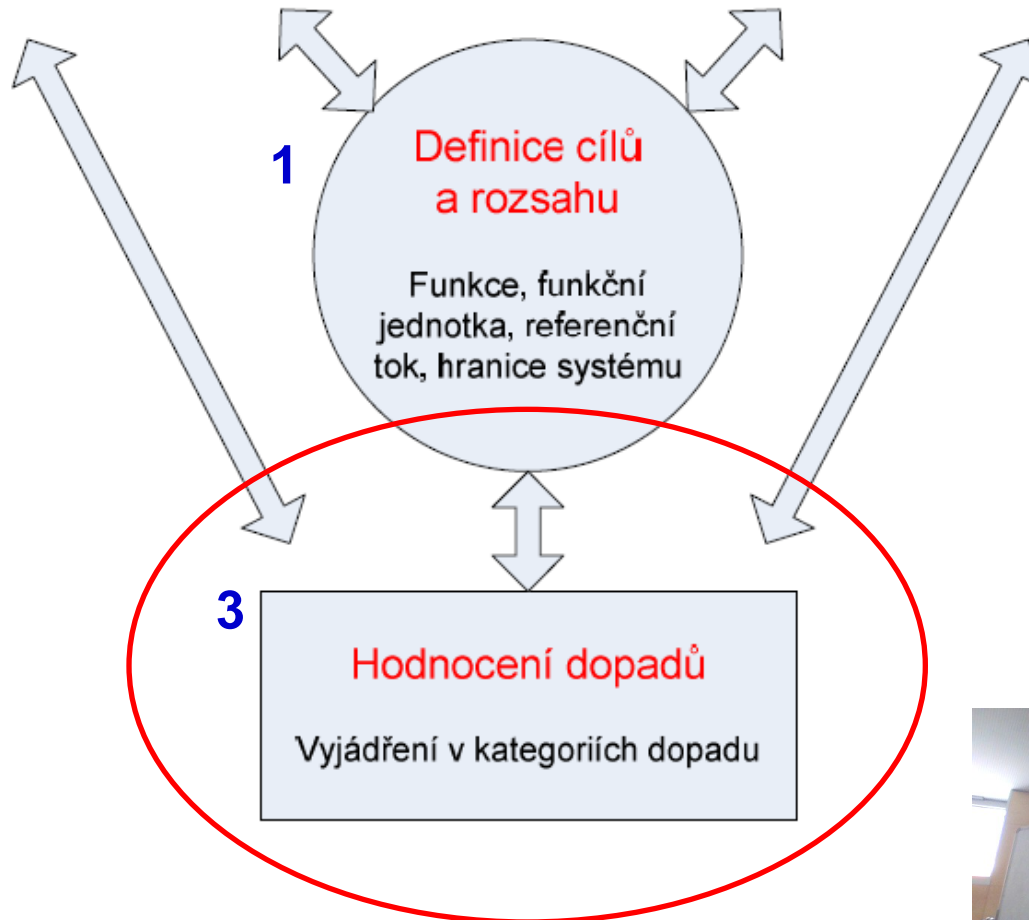 1
Definice cílů
a rozsahu
Funkce, funkční
jednotka, referenční
tok, hranice systému
3
Hodnocení dopadů
Vyjádření v kategoriích dopadu